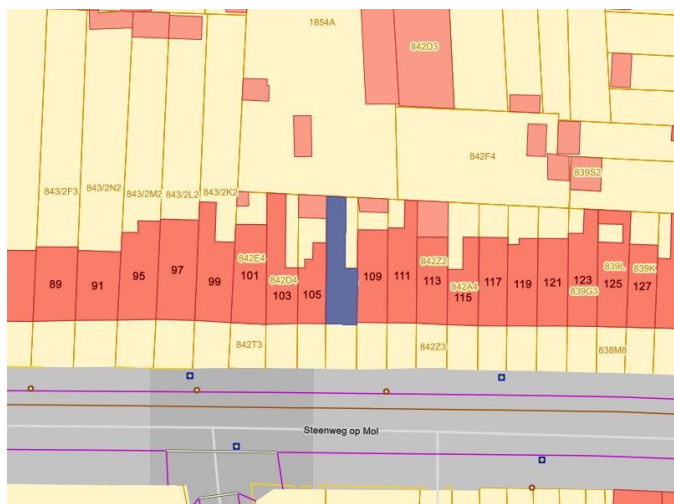 1854A
842D3
842F4
839S2
843/2F3
843/2N2
843/2M2
843/2L2
843/2K2
842E4
842D4
842Z2
842A4
839G3
839L
839K
89
91
95
97
99
101
103
105
109
111
113
115
117
119
121
123
125
127
842T3
842Z3
838M8
Steenweg op Mol